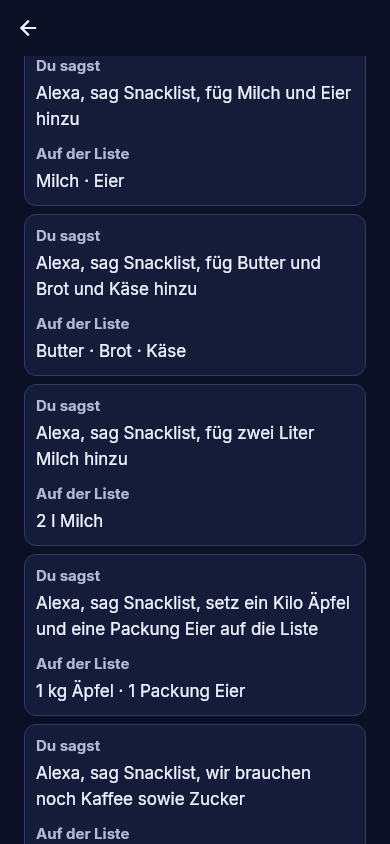 Du sagst
Alexa, sag Snacklist, füg Milch und Eier
hinzu
Auf der Liste
Milch · Eier
Du sagst
Alexa, sag Snacklist, füg Butter und
Brot und Käse hinzu
Auf der Liste
Butter · Brot · Käse
Du sagst
Alexa, sag Snacklist, füg zwei Liter
Milch hinzu
Auf der Liste
2 l Milch
Du sagst
Alexa, sag Snacklist, setz ein Kilo Äpfel
und eine Packung Eier auf die Liste
Auf der Liste
1 kg Äpfel · 1 Packung Eier
Du sagst
Alexa, sag Snacklist, wir brauchen
noch Kaffee sowie Zucker
Auf der Liste